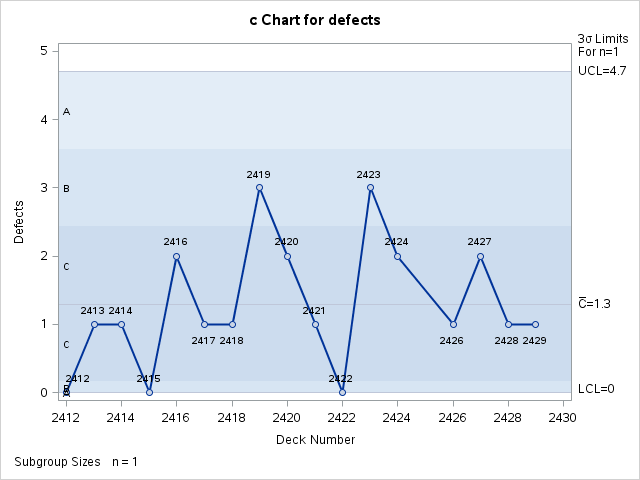 c Chart for defects
3σ Limits
For n=1
UCL=4.7
5
4
3
2
1
0
Defects
A
B
C
C
B
A
2419
2423
2416
2420
2424
2427
2413 2414
2421
2417 2418
2426
2428 2429
2412
2415
2422
C̅=1.3
LCL=0
2412 2414 2416 2418 2420 2422 2424 2426 2428 2430
Deck Number
Subgroup Sizes n = 1